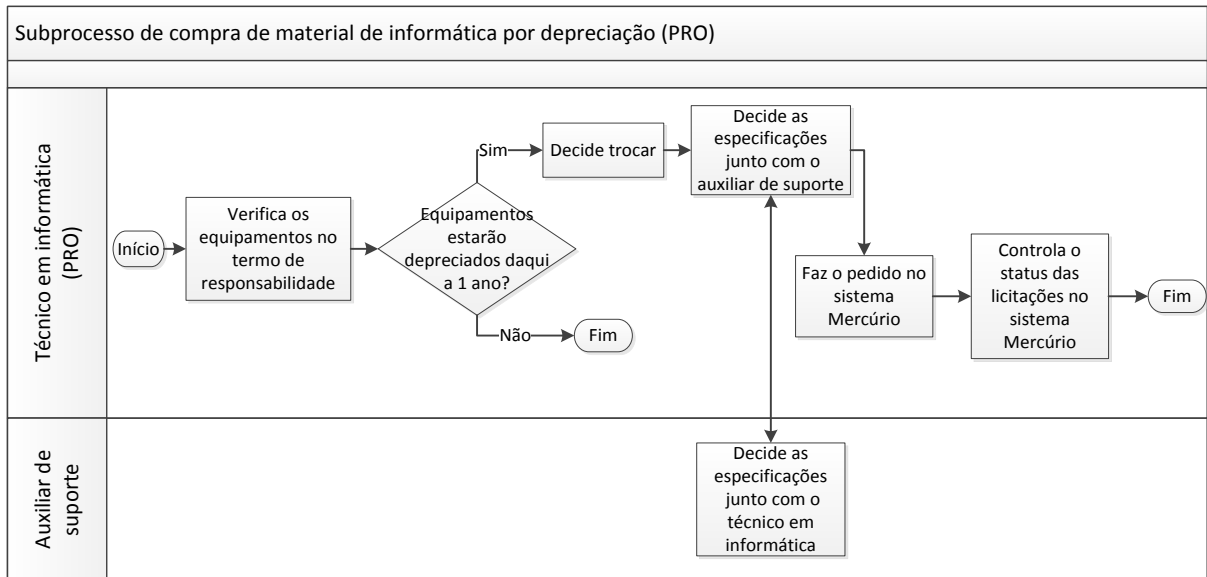 Subprocesso de compra de material de informática por depreciação (PRO)
Técnico em informática
(PRO)
Início
Verifica os
equipamentos no
termo de
responsabilidade
Equipamentos
estarão
depreciados daqui
a 1 ano?
Sim
Não
Fim
Decide trocar
Decide as
especificações
junto com o
auxiliar de suporte
Faz o pedido no
sistema
Mercúrio
Controla o
status das
licitações no
sistema
Mercúrio
Fim
Auxiliar de
suporte
Decide as
especificações
junto com o
técnico em
informática